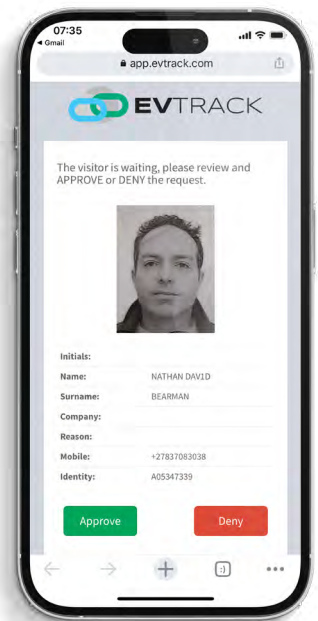 07:35
Gmail
app.evtrack.com
EVTRACK
The visitor is waiting, please review and
APPROVE or DENY the request.
Initials:
Name: NATHAN DAV1D
Surname: BEARMAN
Company:
Reason:
Mobile: +27837083038
Identity: A05347339
Approve Deny
:)